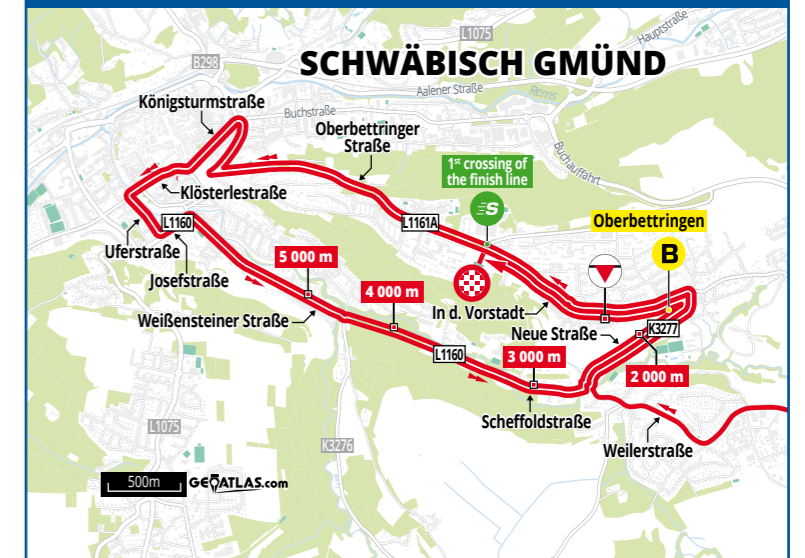 L1075
Hauptstraße
B298
SCHWÄBISCH GMÜND
Aalener Straße
Rems
Königsturmstraße
Buchstraße
Oberbettringer
Straße
Buchauffahrt
1st crossing of
the finish line
Klösterlestraße
S
L1160
L1161A
Oberbettringen
Uferstraße
B
5 000 m
Josefstraße
4 000 m
In d. Vorstadt
Weißensteiner Straße
Neue Straße
K3277
L1160
3 000 m
2 000 m
Scheffoldstraße
L1075
K3276
Weilerstraße
500m
GEOATLAS.com